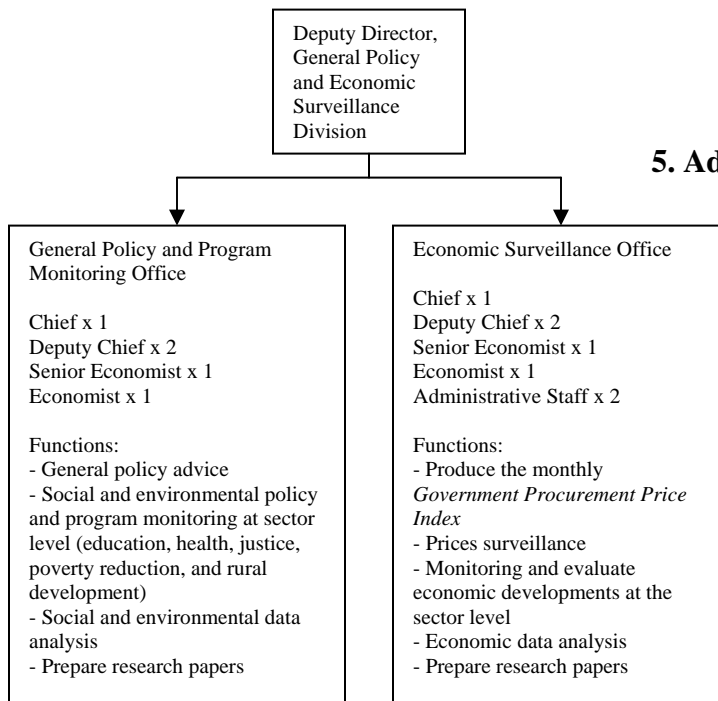 Deputy Director,
General Policy
and Economic
Surveillance
Division
5. Ad
General Policy and Program
Monitoring Office
Chief x 1
Deputy Chief x 2
Senior Economist x 1
Economist x 1
Functions:
- General policy advice
- Social and environmental policy
and program monitoring at sector
level (education, health, justice,
poverty reduction, and rural
development)
- Social and environmental data
analysis
- Prepare research papers
Economic Surveillance Office
Chief x 1
Deputy Chief x 2
Senior Economist x 1
Economist x 1
Administrative Staff x 2
Functions:
- Produce the monthly
Government Procurement Price
Index
- Prices surveillance
- Monitoring and evaluate
economic developments at the
sector level
- Economic data analysis
- Prepare research papers